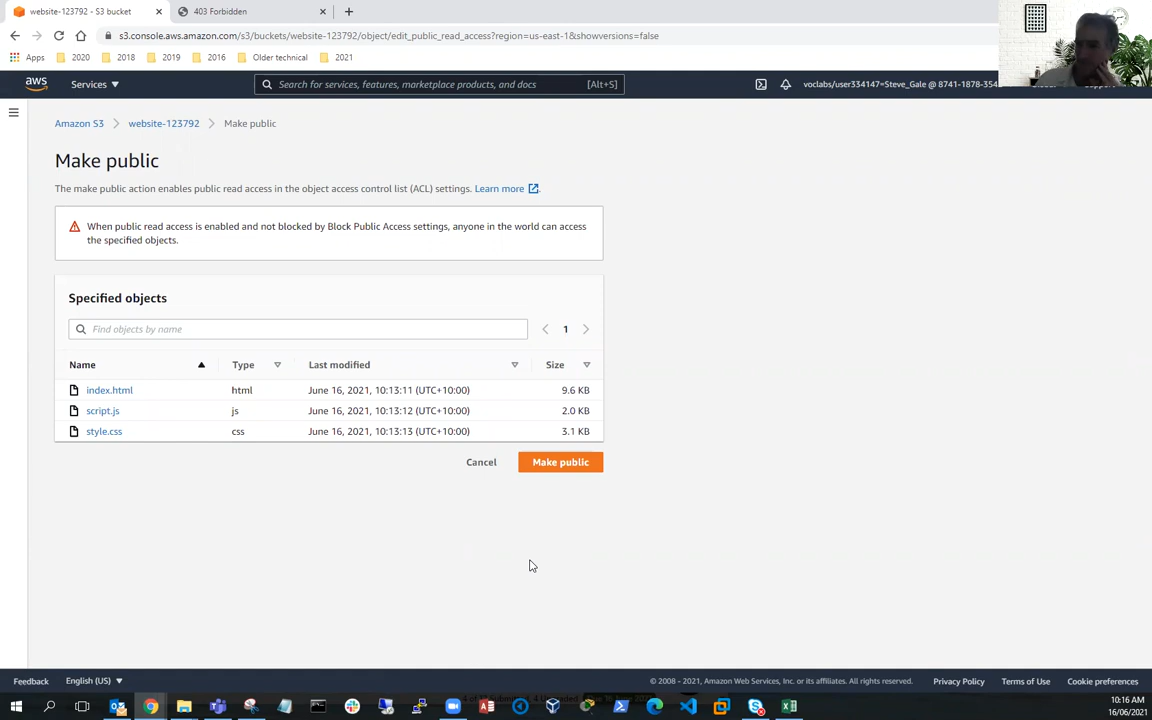 website-123792 - S3 bucket
403 Forbidden
s3.console.aws.amazon.com/s3/buckets/website-123792/object/edit_public_read_access?region=us-east-1&showversions=false
Apps 2020 2018 2019 2016 Older technical 2021
aws Services Search for services, features, marketplace products, and docs [Alt+S] voclabs/user334147=Steve_Gale @ 8741-1878-354
Amazon S3 website-123792 Make public
Make public
The make public action enables public read access in the object access control list (ACL) settings. Learn more
When public read access is enabled and not blocked by Block Public Access settings, anyone in the world can access
the specified objects.
Specified objects
Find objects by name 1
Name Type Last modified Size
index.html html June 16, 2021, 10:13:11 (UTC+10:00) 9.6 KB
script.js js June 16, 2021, 10:13:12 (UTC+10:00) 2.0 KB
style.css css June 16, 2021, 10:13:13 (UTC+10:00) 3.1 KB
Cancel Make public
Feedback English (US) © 2008 - 2021, Amazon Web Services, Inc. or its affiliates. All rights reserved. Privacy Policy Terms of Use Cookie preferences
10:16 AM
16/06/2021